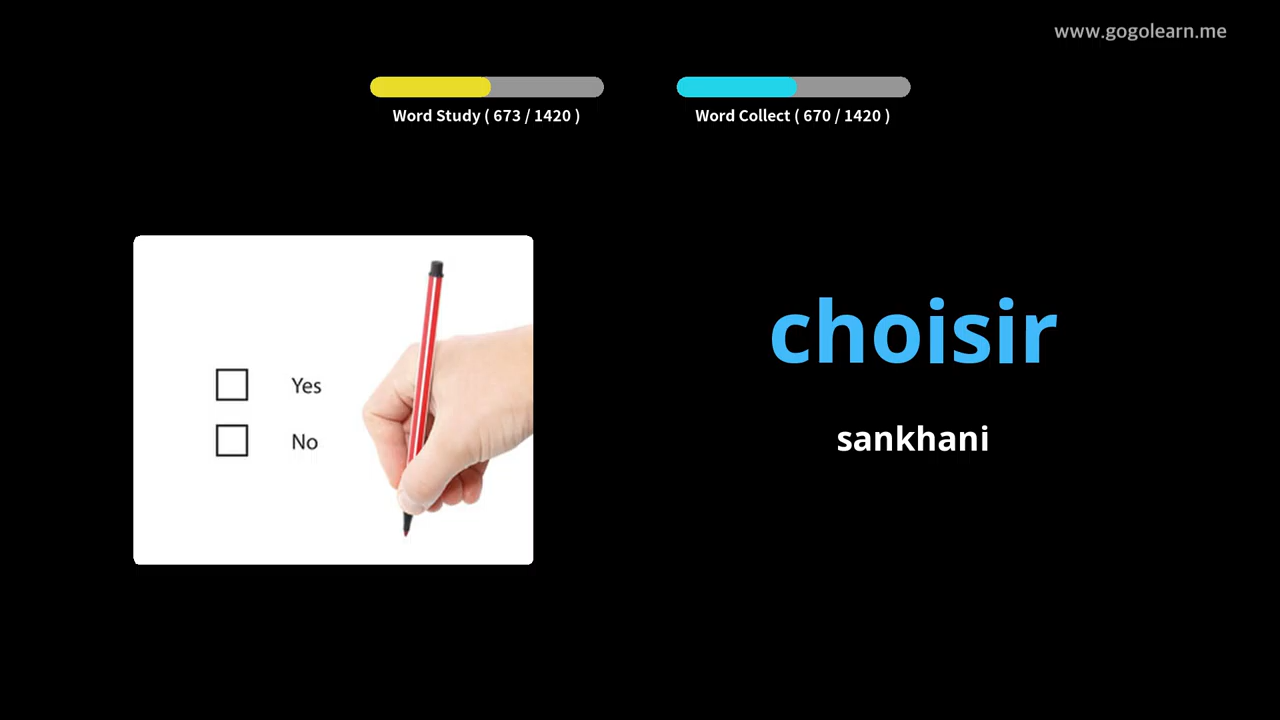 www.gogolearn.me
Word Study ( 673 / 1420 )
Word Collect ( 670 / 1420 )
Yes
No
choisir
sankhani